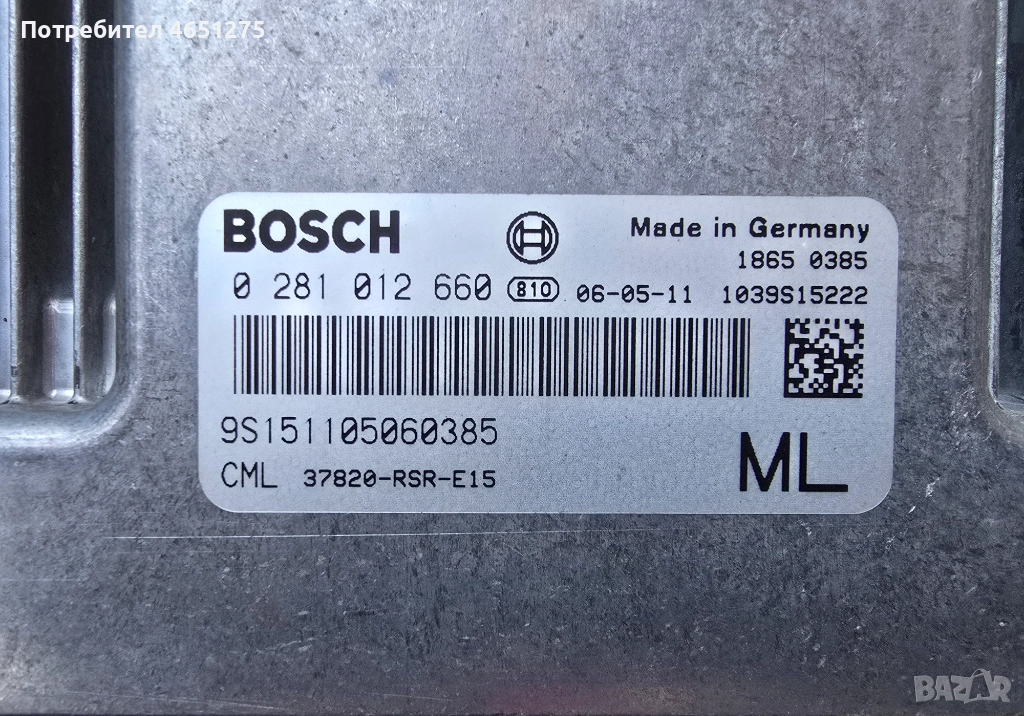 Потребител 4651275
BOSCH
Made in Germany
1865 0385
0 281 012 660 810 06-05-11 1039S15222
9S151105060385
CML 37820-RSR-E15
ML
BAZAR